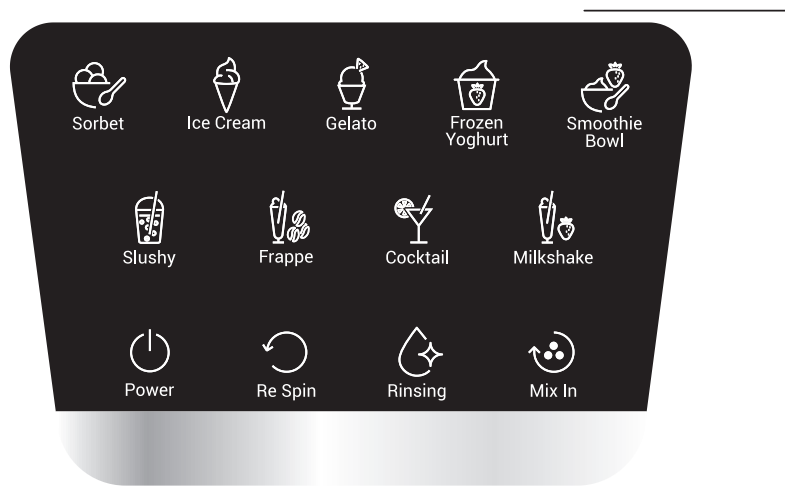 Sorbet
Ice Cream
Gelato
Frozen
Yoghurt
Smoothie
Bowl
Slushy
Frappe
Cocktail
Milkshake
Power
Re Spin
Rinsing
Mix In